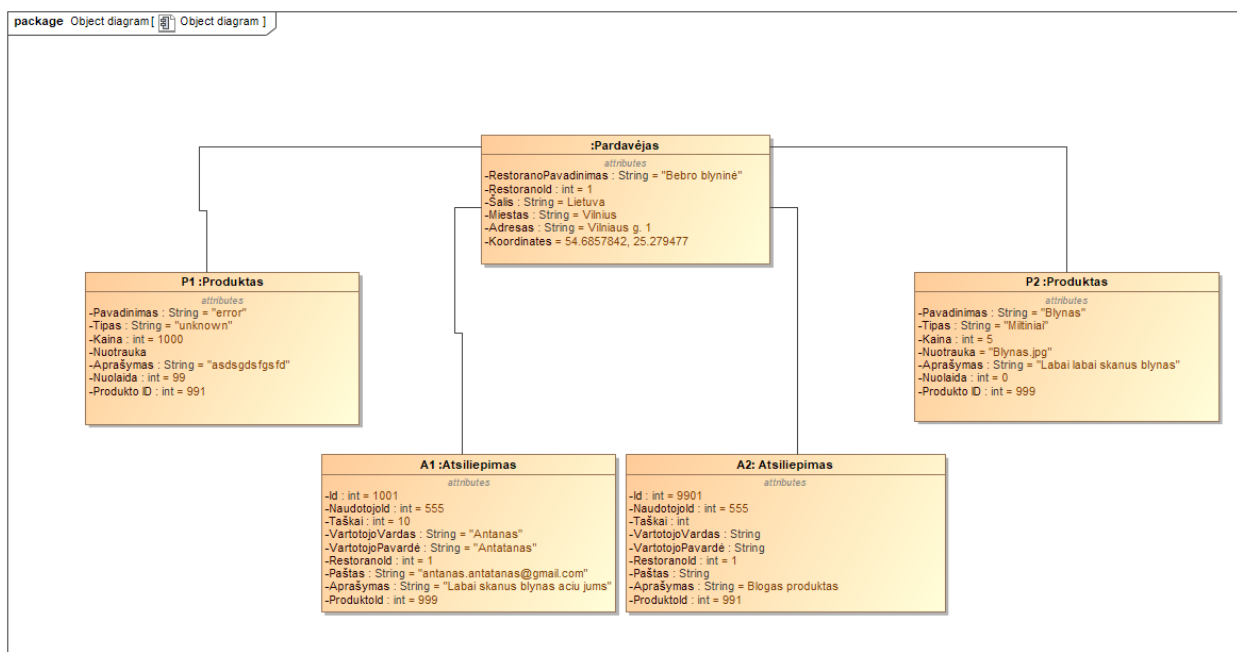 package Object diagram [ Object diagram ]
:Pardavėjas
attributes
-RestoranoPavadinimas : String = "Bebro blyninė"
-RestoranoId : int = 1
-Šalis : String = Lietuva
-Miestas : String = Vilnius
-Adresas : String = Vilniaus g. 1
-Koordinates = 54.6857842, 25.279477
P1 :Produktas
attributes
-Pavadinimas : String = "error"
-Tipas : String = "unknown"
-Kaina : int = 1000
-Nuotrauka
-Aprašymas : String = "asdsgdsfgsfd"
-Nuolaida : int = 99
-Produkto ID : int = 991
P2 :Produktas
attributes
-Pavadinimas : String = "Blynas"
-Tipas : String = "Miltiniai"
-Kaina : int = 5
-Nuotrauka = "Blynas.jpg"
-Aprašymas : String = "Labai labai skanus blynas"
-Nuolaida : int = 0
-Produkto ID : int = 999
A1 :Atsiliepimas
attributes
-Id : int = 1001
-NaudotojoId : int = 555
-Taškai : int = 10
-VartotojoVardas : String = "Antanas"
-VartotojoPavardė : String = "Antatanas"
-RestoranoId : int = 1
-Paštas : String = "antanas.antatanas@gmail.com"
-Aprašymas : String = "Labai skanus blynas aciu jums"
-ProduktoId : int = 999
A2: Atsiliepimas
attributes
-Id : int = 9901
-NaudotojoId : int = 555
-Taškai : int
-VartotojoVardas : String
-VartotojoPavardė : String
-RestoranoId : int = 1
-Paštas : String
-Aprašymas : String = Blogas produktas
-ProduktoId : int = 991